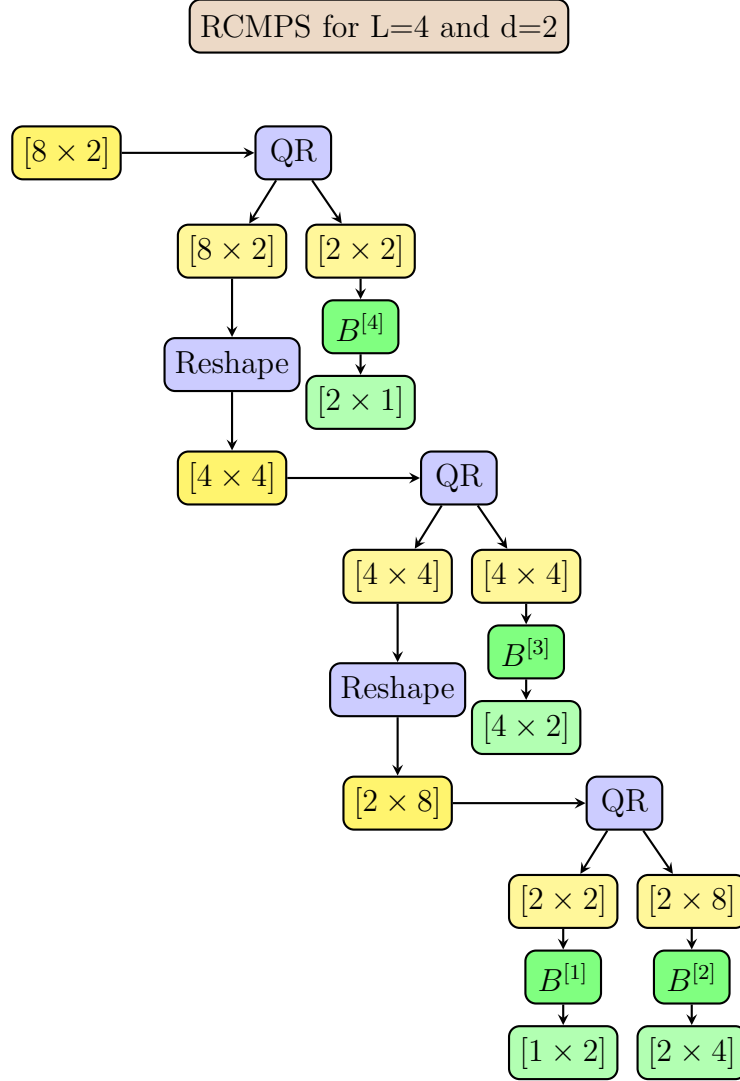 RCMPS for L=4 and d=2
[8 × 2] QR
[8 × 2] [2 × 2]
B^[4]
Reshape
[2 × 1]
[4 × 4] QR
[4 × 4] [4 × 4]
B^[3]
Reshape
[4 × 2]
[2 × 8] QR
[2 × 2] [2 × 8]
B^[1] B^[2]
[1 × 2] [2 × 4]